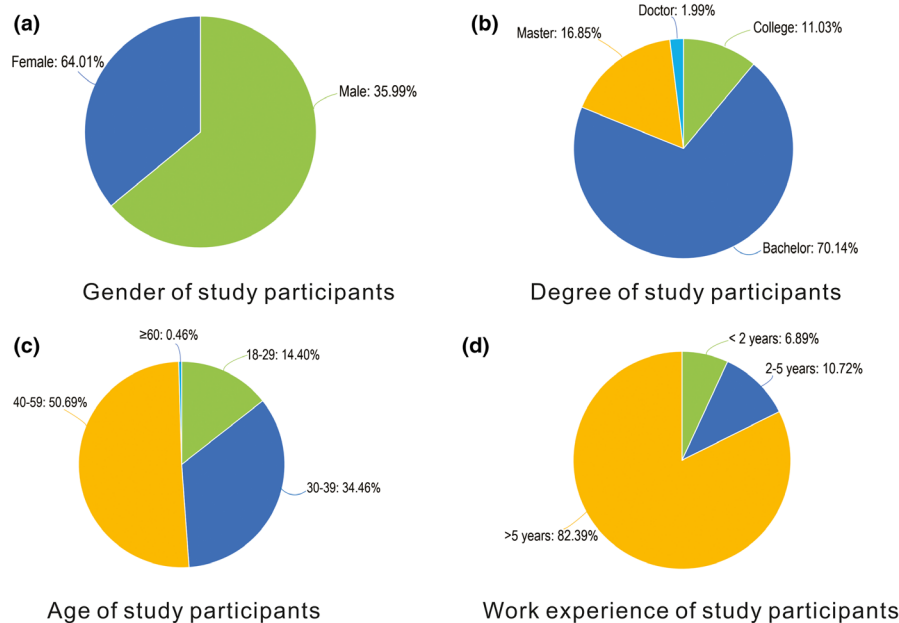 (a)
Female: 64.01%
Male: 35.99%
Gender of study participants
(b)
Doctor: 1.99%
College: 11.03%
Master: 16.85%
Bachelor: 70.14%
Degree of study participants
(c)
≥60: 0.46%
18-29: 14.40%
40-59: 50.69%
30-39: 34.46%
Age of study participants
(d)
< 2 years: 6.89%
2-5 years: 10.72%
>5 years: 82.39%
Work experience of study participants